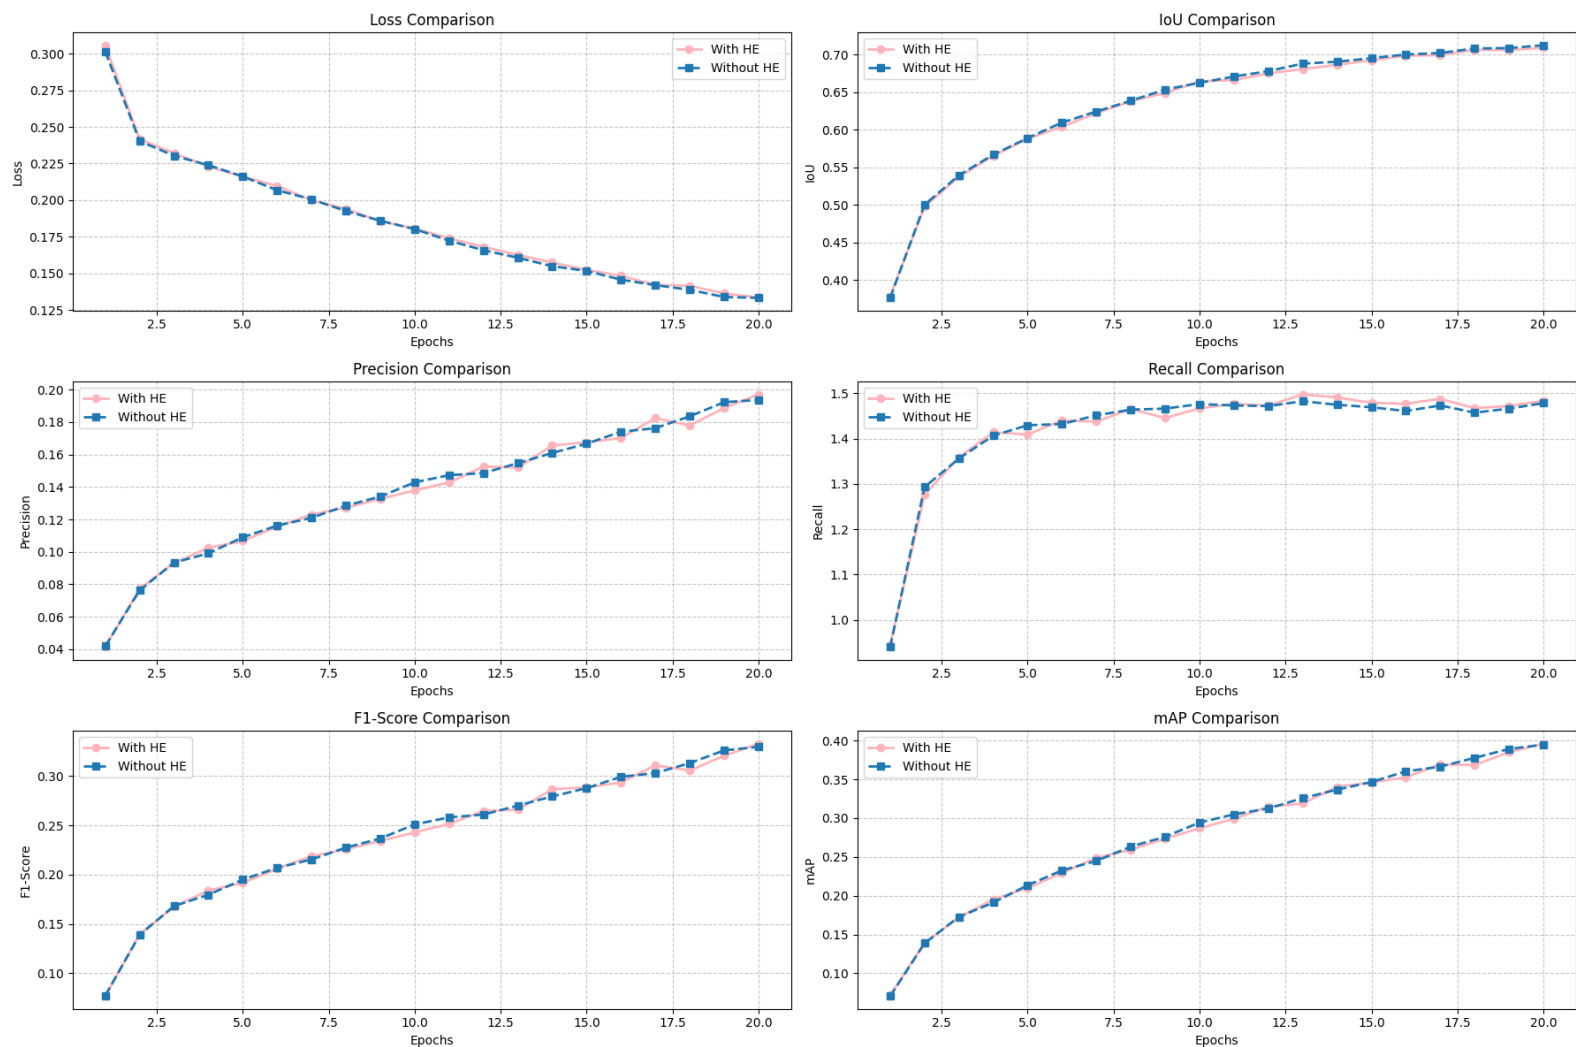 Loss Comparison
With HE
Without HE
0.300
0.275
0.250
0.225
0.200
0.175
0.150
0.125
Loss
2.5 5.0 7.5 10.0 12.5 15.0 17.5 20.0
Epochs
IoU Comparison
With HE
Without HE
0.70
0.65
0.60
0.55
0.50
0.45
0.40
IoU
2.5 5.0 7.5 10.0 12.5 15.0 17.5 20.0
Epochs
Precision Comparison
With HE
Without HE
0.20
0.18
0.16
0.14
0.12
0.10
0.08
0.06
0.04
Precision
2.5 5.0 7.5 10.0 12.5 15.0 17.5 20.0
Epochs
Recall Comparison
With HE
Without HE
1.5
1.4
1.3
1.2
1.1
1.0
Recall
2.5 5.0 7.5 10.0 12.5 15.0 17.5 20.0
Epochs
F1-Score Comparison
With HE
Without HE
0.30
0.25
0.20
0.15
0.10
F1-Score
2.5 5.0 7.5 10.0 12.5 15.0 17.5 20.0
Epochs
mAP Comparison
With HE
Without HE
0.40
0.35
0.30
0.25
0.20
0.15
0.10
mAP
2.5 5.0 7.5 10.0 12.5 15.0 17.5 20.0
Epochs